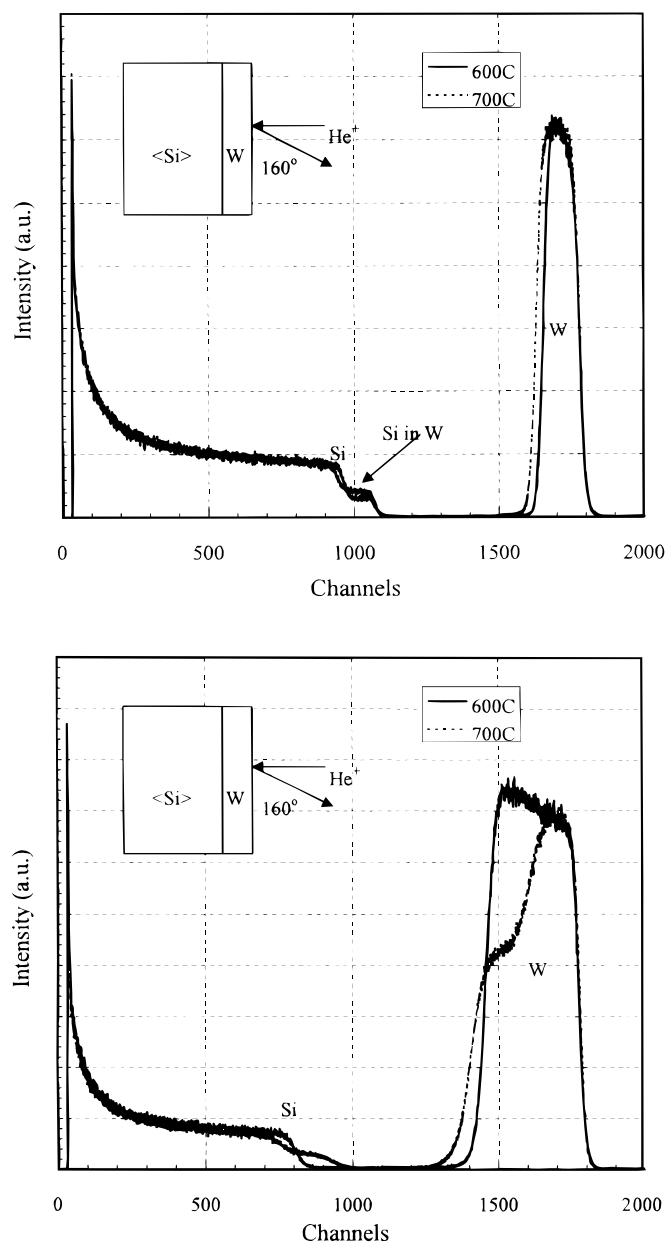 600C
700C
He+
<Si>
W
160°
Intensity (a.u.)
W
Si in W
Si
0
500
1000
1500
2000
Channels
600C
700C
He+
<Si>
W
160°
Intensity (a.u.)
W
Si
0
500
1000
1500
2000
Channels